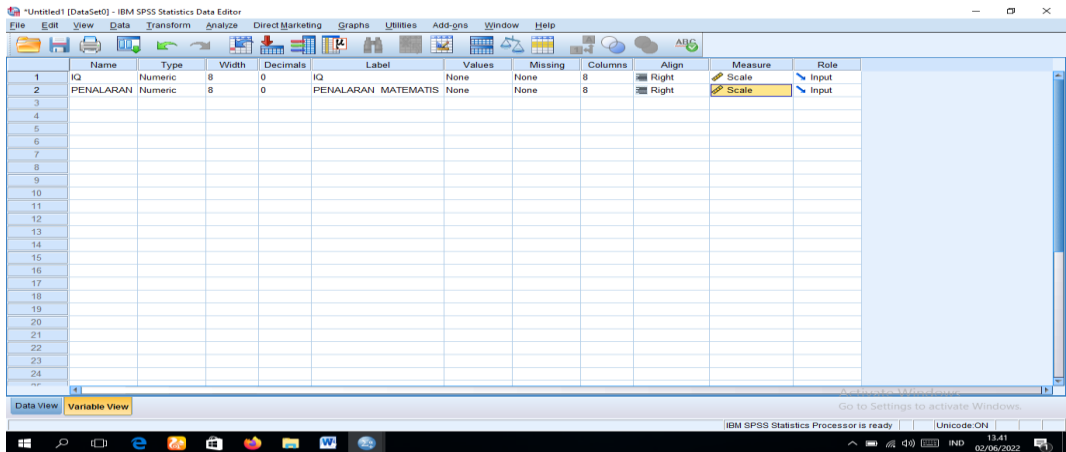 *Untitled1 [DataSet0] - IBM SPSS Statistics Data Editor
File Edit View Data Transform Analyze Direct Marketing Graphs Utilities Add-ons Window Help
Name Type Width Decimals Label Values Missing Columns Align Measure Role
1 IQ Numeric 8 0 IQ None None 8 Right Scale Input
2 PENALARAN Numeric 8 0 PENALARAN MATEMATIS None None 8 Right Scale Input
3
4
5
6
7
8
9
10
11
12
13
14
15
16
17
18
19
20
21
22
23
24
Activate Windows
Data View Variable View Go to Settings to activate Windows.
IBM SPSS Statistics Processor is ready Unicode:ON
IND 13.41
02/06/2022